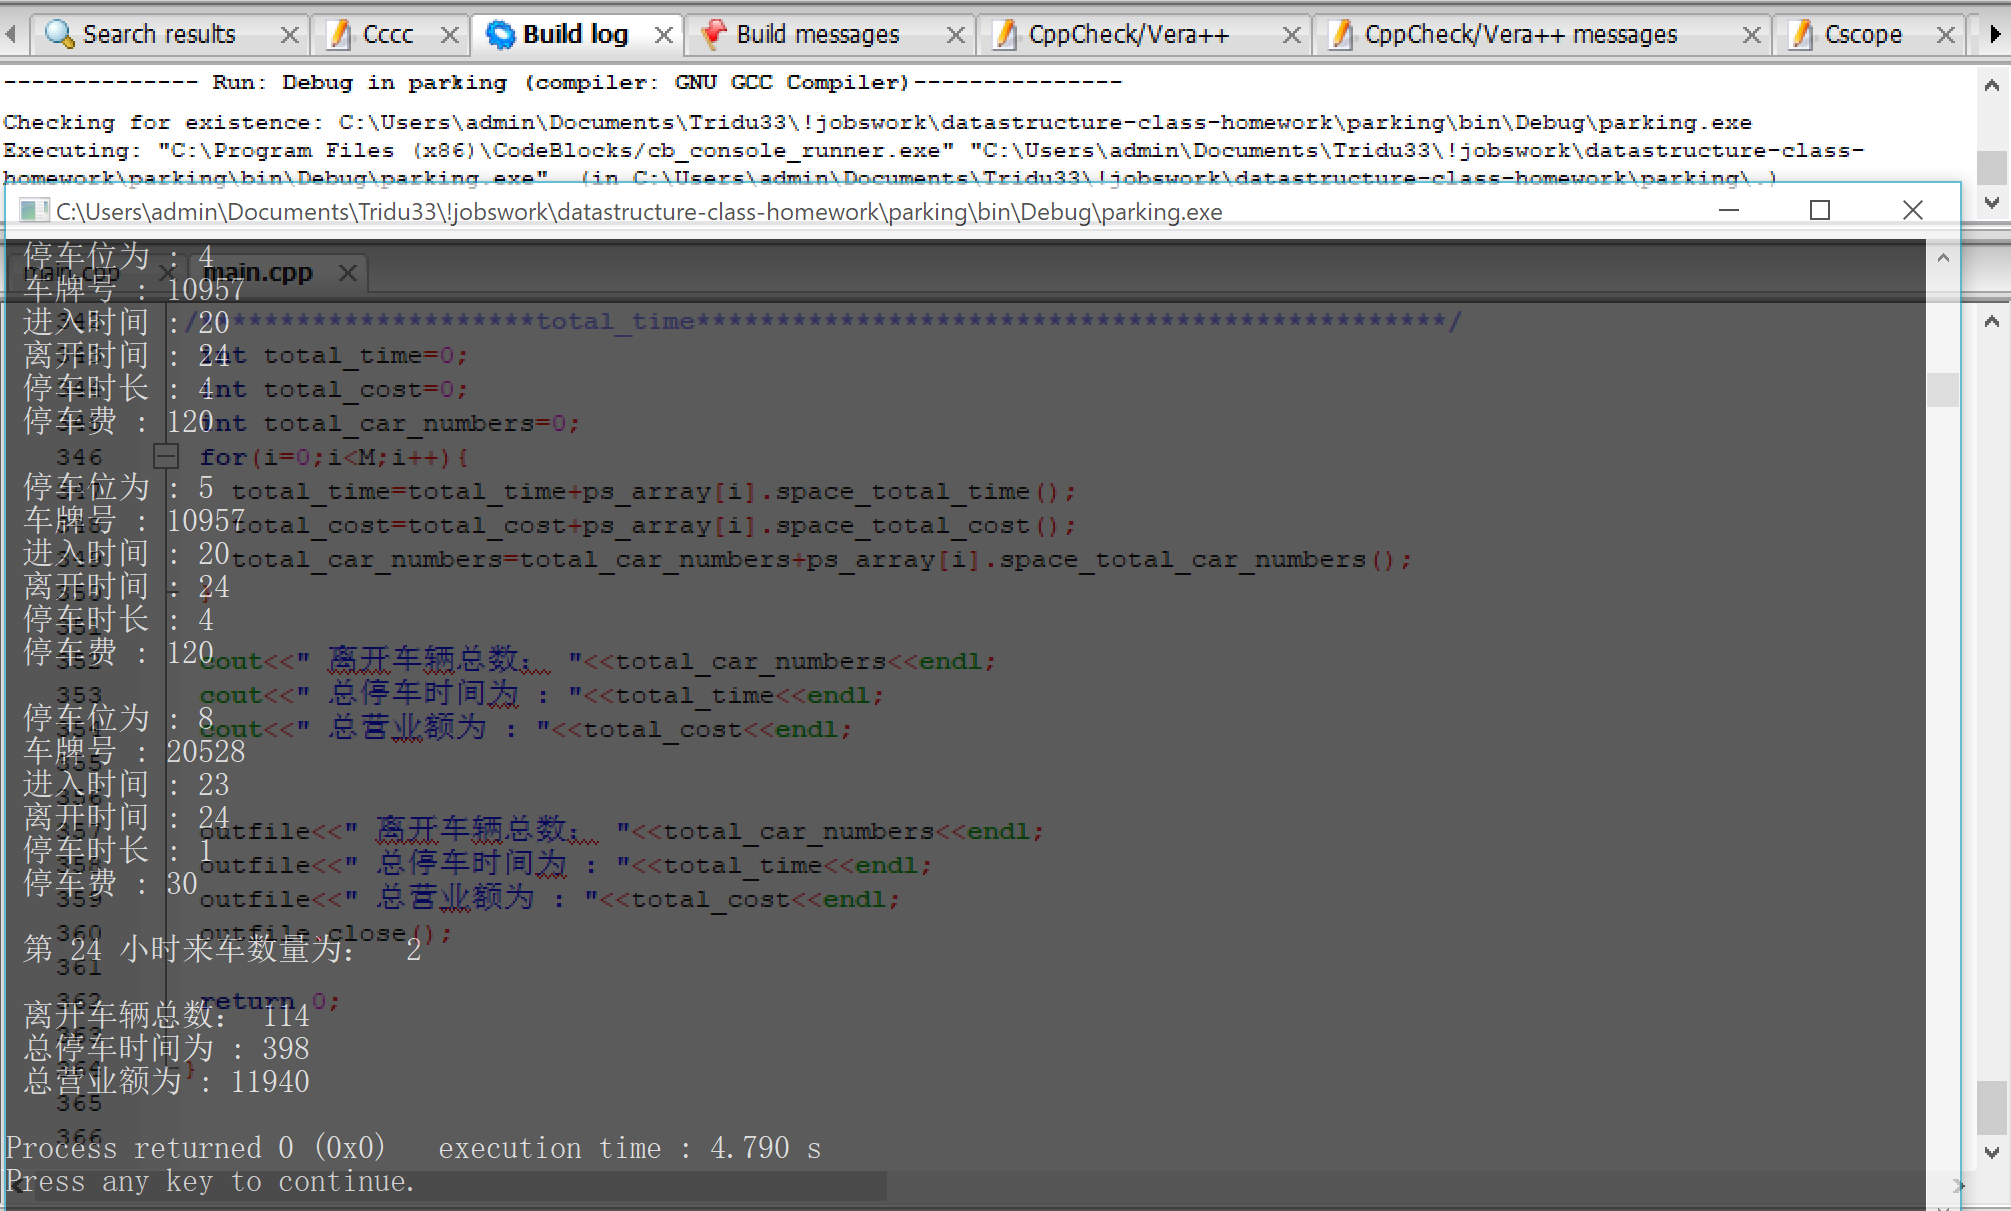 Search results
Cccc
Build log
Build messages
CppCheck/Vera++
CppCheck/Vera++ messages
Cscope
-------------- Run: Debug in parking (compiler: GNU GCC Compiler)---------------
Checking for existence: C:\Users\admin\Documents\Tridu33\!jobswork\datastructure-class-homework\parking\bin\Debug\parking.exe
Executing: "C:\Program Files (x86)\CodeBlocks/cb_console_runner.exe" "C:\Users\admin\Documents\Tridu33\!jobswork\datastructure-class-
homework\parking\bin\Debug\parking.exe"  (in C:\Users\admin\Documents\Tridu33\!jobswork\datastructure-class-homework\parking\.)
C:\Users\admin\Documents\Tridu33\!jobswork\datastructure-class-homework\parking\bin\Debug\parking.exe
停车位为 : 4
车牌号 : 10957
进入时间 : 20
离开时间 : 24
停车时长 : 4
停车费 : 120
停车位为 : 5
车牌号 : 10957
进入时间 : 20
离开时间 : 24
停车时长 : 4
停车费 : 120
停车位为 : 8
车牌号 : 20528
进入时间 : 23
离开时间 : 24
停车时长 : 1
停车费 : 30
第 24 小时来车数量为:  2
离开车辆总数: 114
总停车时间为 : 398
总营业额为 : 11940
Process returned 0 (0x0)   execution time : 4.790 s
Press any key to continue.
main.cpp
main.cpp
*******************total_time***********************************************/
int total_time=0;
int total_cost=0;
int total_car_numbers=0;
346 for(i=0;i<M;i++){
total_time=total_time+ps_array[i].space_total_time();
total_cost=total_cost+ps_array[i].space_total_cost();
total_car_numbers=total_car_numbers+ps_array[i].space_total_car_numbers();
}
cout<<" 离开车辆总数: "<<total_car_numbers<<endl;
353 cout<<" 总停车时间为 : "<<total_time<<endl;
cout<<" 总营业额为 : "<<total_cost<<endl;
outfile<<" 离开车辆总数: "<<total_car_numbers<<endl;
outfile<<" 总停车时间为 : "<<total_time<<endl;
359 outfile<<" 总营业额为 : "<<total_cost<<endl;
360 outfile.close();
361
362 return 0;
}
365
366